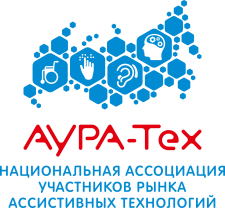 АУРА-Тех
НАЦИОНАЛЬНАЯ АССОЦИАЦИЯ
УЧАСТНИКОВ РЫНКА
АССИСТИВНЫХ ТЕХНОЛОГИЙ